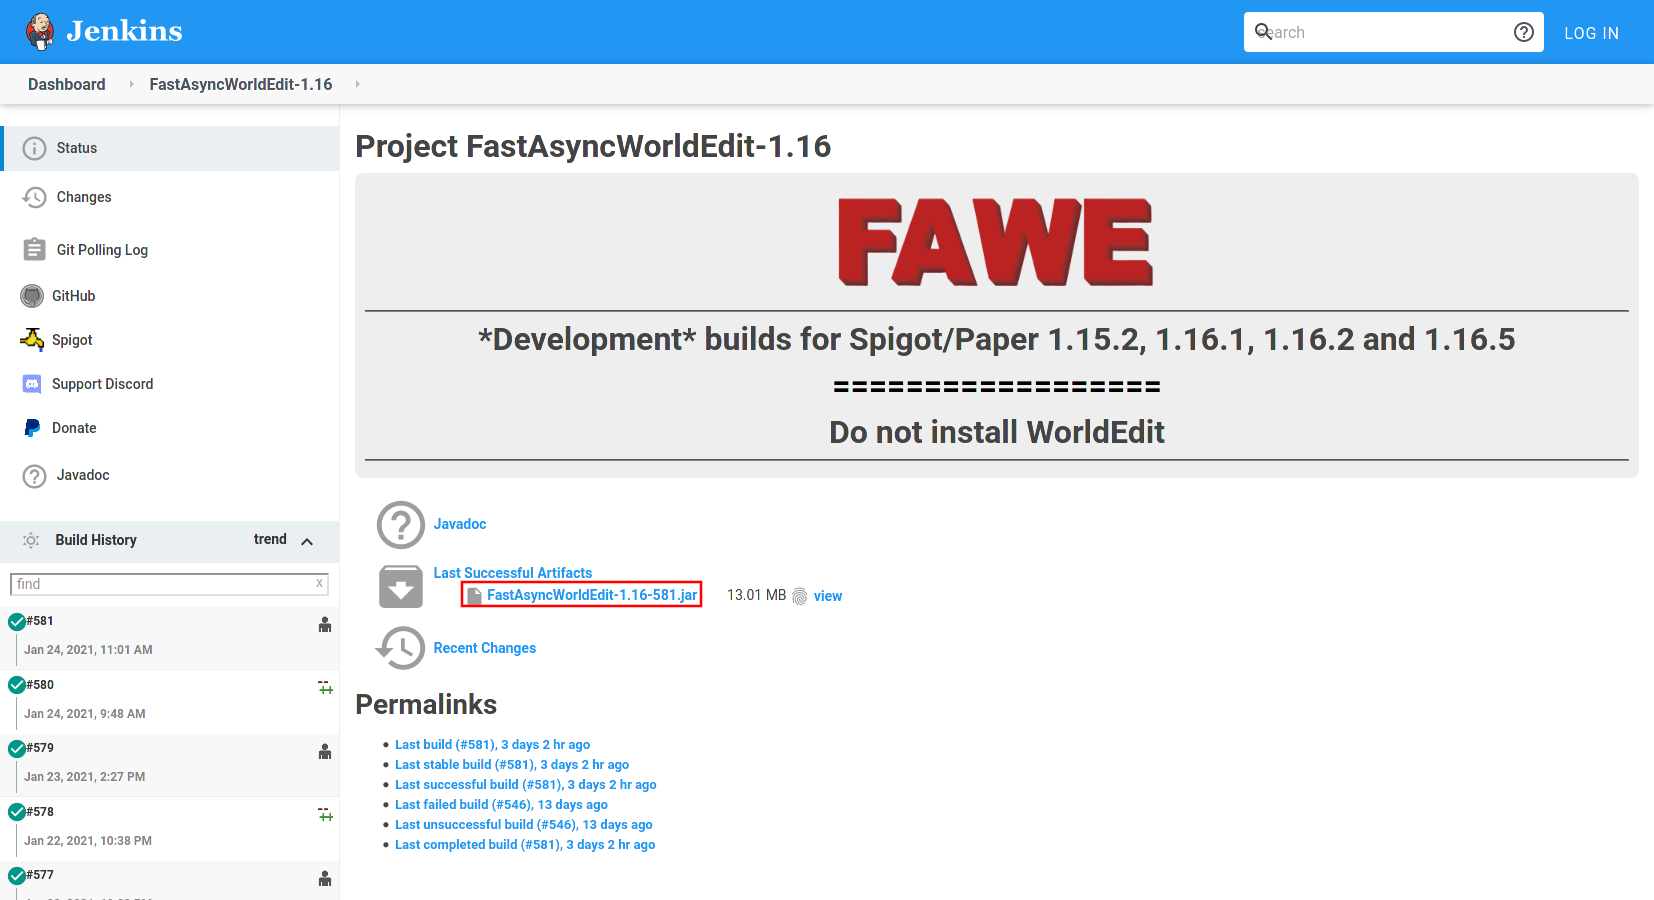 Jenkins
search
LOG IN
Dashboard
FastAsyncWorldEdit-1.16
Status
Changes
Git Polling Log
GitHub
Spigot
Support Discord
Donate
Javadoc
Build History
trend
find
x
#581
Jan 24, 2021, 11:01 AM
#580
Jan 24, 2021, 9:48 AM
#579
Jan 23, 2021, 2:27 PM
#578
Jan 22, 2021, 10:38 PM
#577
Project FastAsyncWorldEdit-1.16
FAWE
*Development* builds for Spigot/Paper 1.15.2, 1.16.1, 1.16.2 and 1.16.5
==================
Do not install WorldEdit
Javadoc
Last Successful Artifacts
FastAsyncWorldEdit-1.16-581.jar 13.01 MB view
Recent Changes
Permalinks
Last build (#581), 3 days 2 hr ago
Last stable build (#581), 3 days 2 hr ago
Last successful build (#581), 3 days 2 hr ago
Last failed build (#546), 13 days ago
Last unsuccessful build (#546), 13 days ago
Last completed build (#581), 3 days 2 hr ago